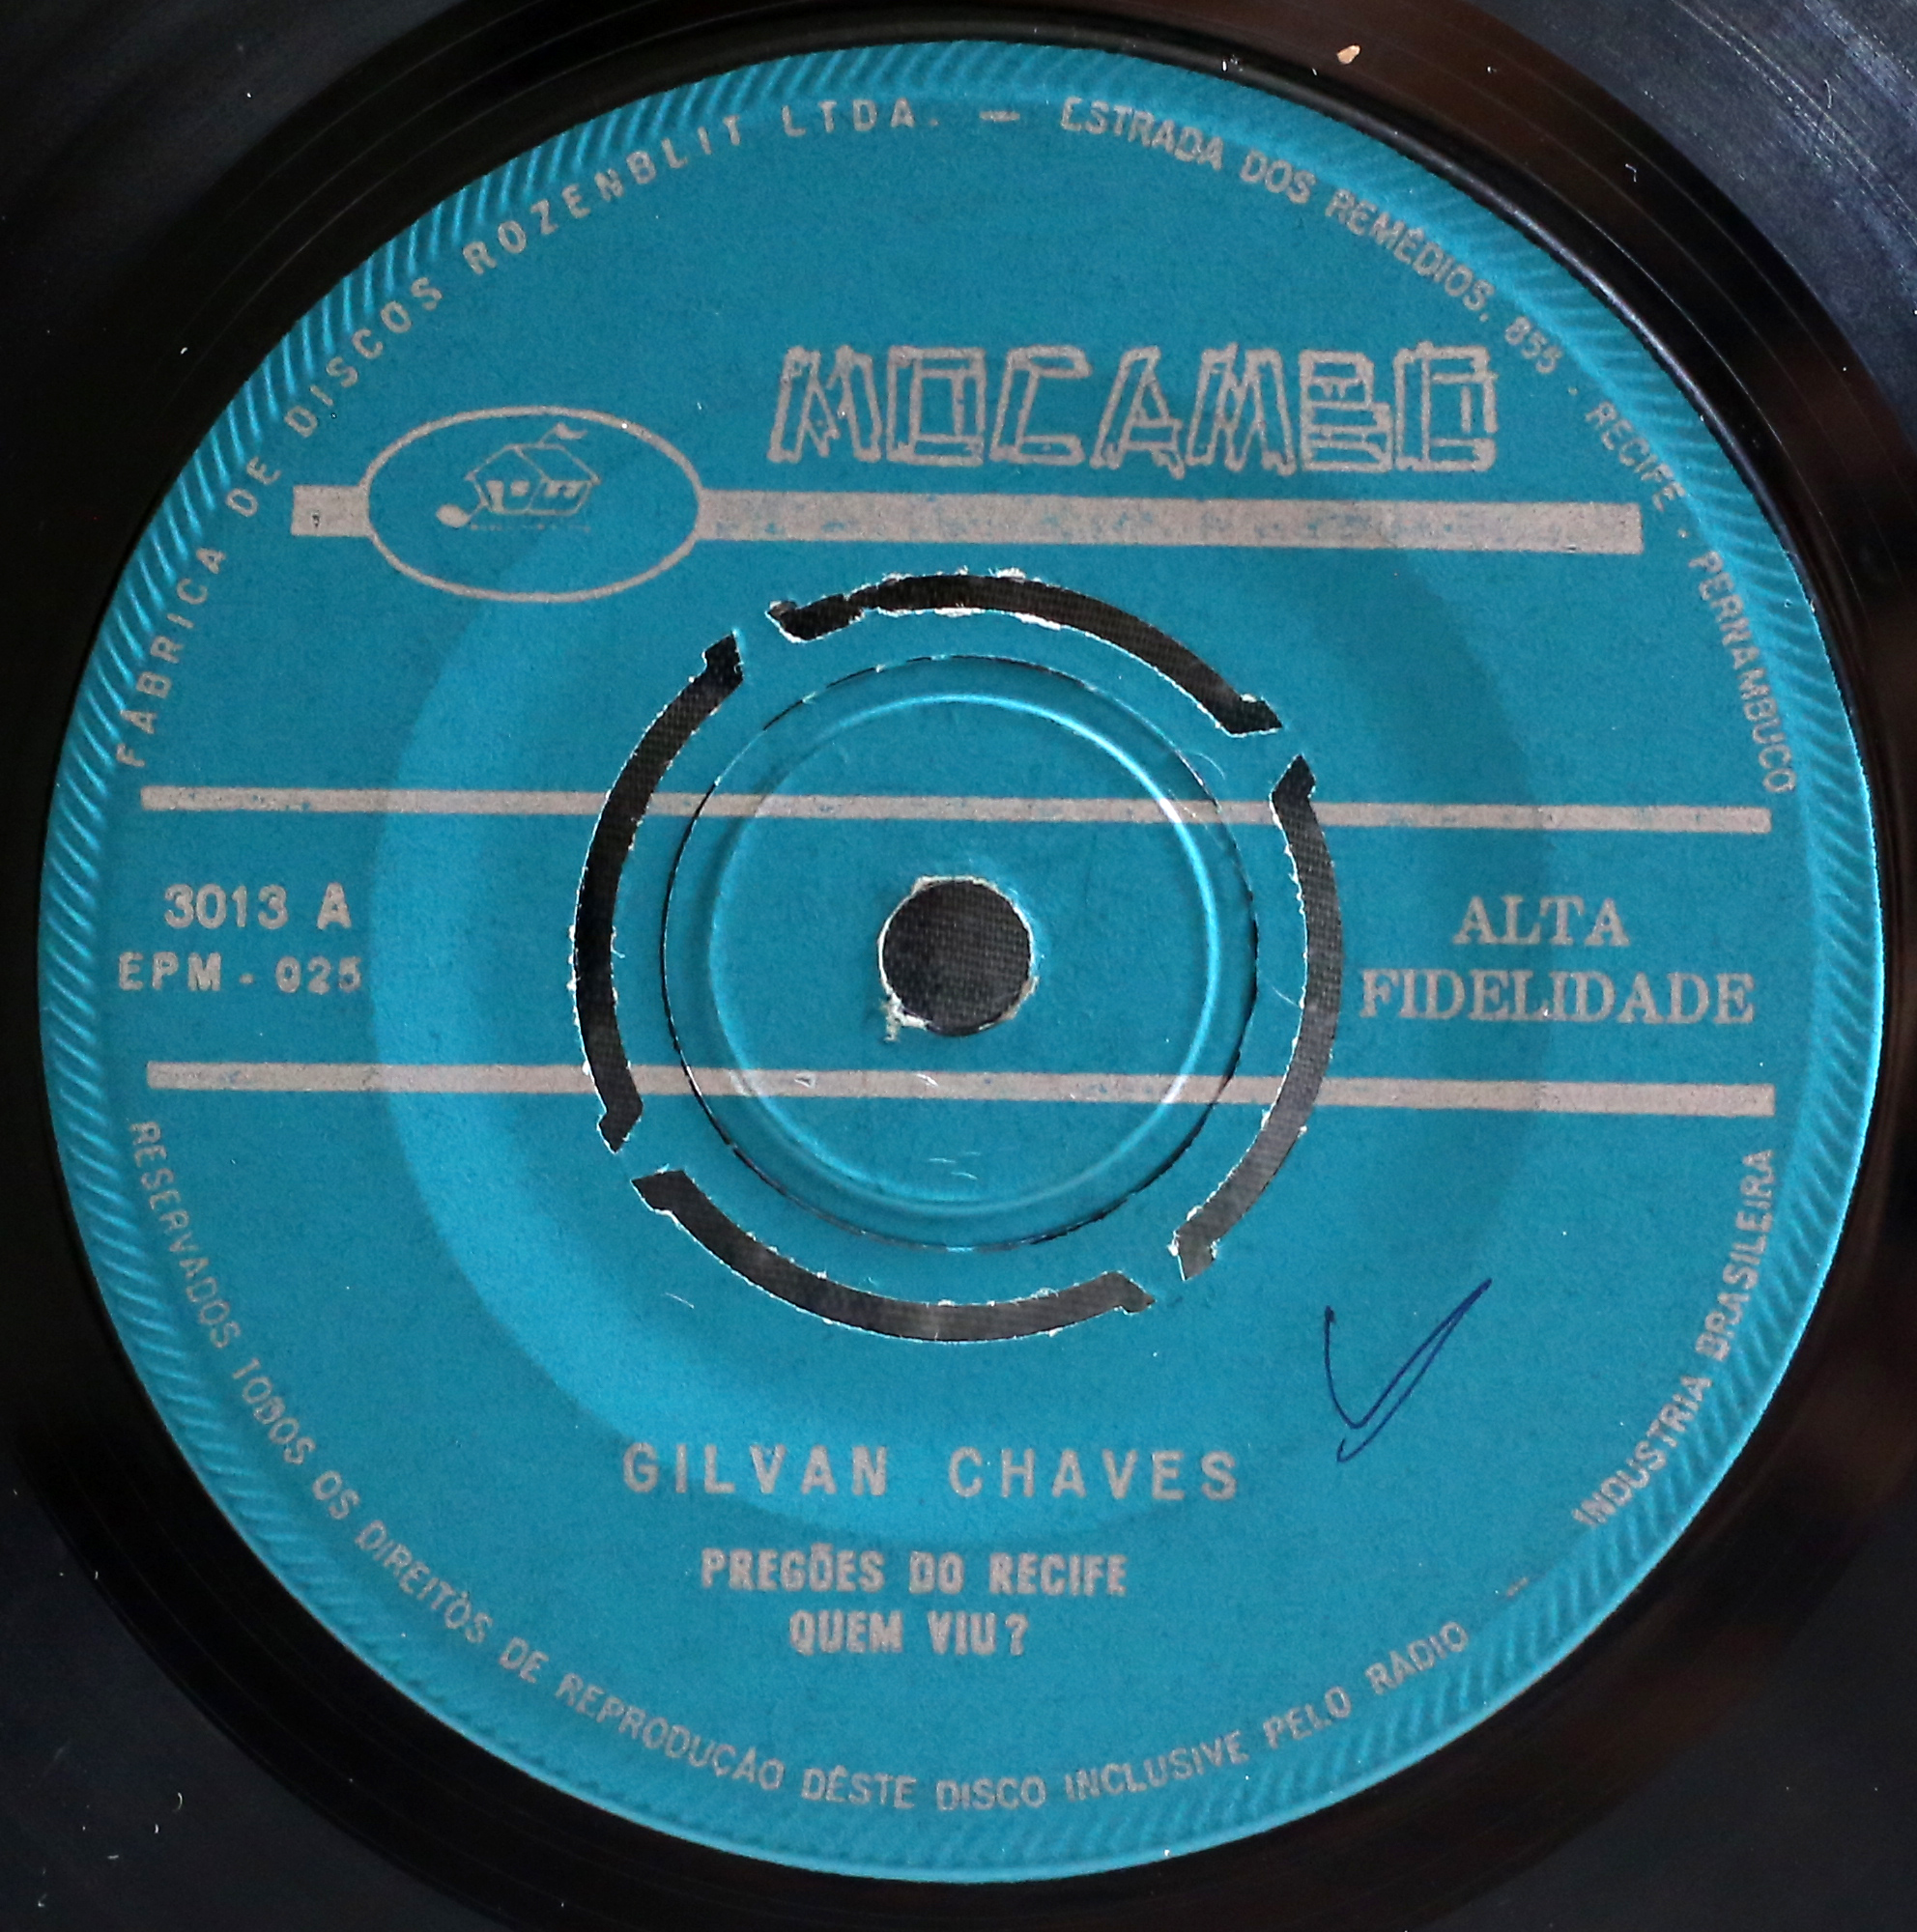 FÁBRICA DE DISCOS ROZENBLIT LTDA. — ESTRADA DOS REMÉDIOS, 855 - RECIFE - PERNAMBUCO
MOCAMBO
3013 A
EPM - 025
ALTA
FIDELIDADE
GILVAN CHAVES
PREGÕES DO RECIFE
QUEM VIU?
RESERVADOS TODOS OS DIREITOS DE REPRODUÇÃO DÊSTE DISCO INCLUSIVE PELO RÁDIO — INDUSTRIA BRASILEIRA